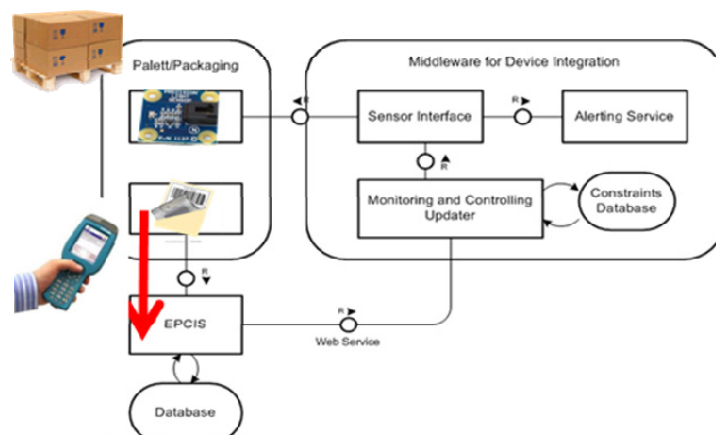 Palett/Packaging
Middleware for Device Integration
R
Sensor Interface
R
Alerting Service
R
Monitoring and Controlling
Updater
Constraints
Database
R
EPCIS
R
Web Service
Database